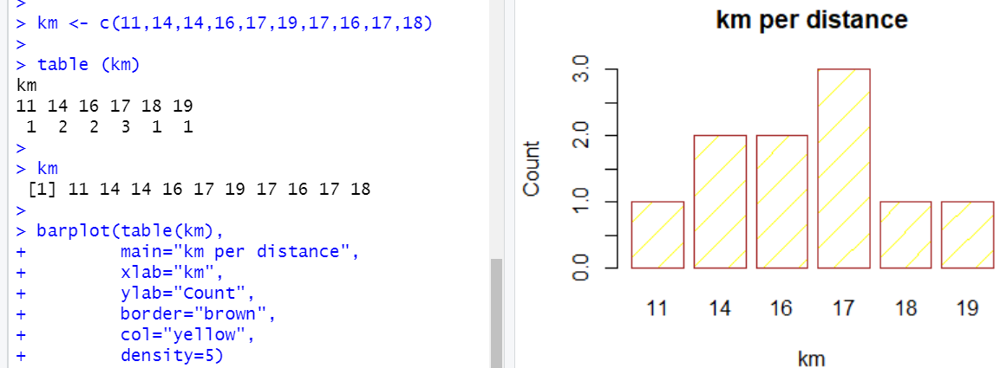 >
> km <- c(11,14,14,16,17,19,17,16,17,18)
>
> table (km)
km
11 14 16 17 18 19
1 2 2 3 1 1
>
> km
[1] 11 14 14 16 17 19 17 16 17 18
>
> barplot(table(km),
+ main="km per distance",
+ xlab="km",
+ ylab="Count",
+ border="brown",
+ col="yellow",
+ density=5)
km per distance
Count
3.0
2.0
1.0
0.0
11 14 16 17 18 19
km